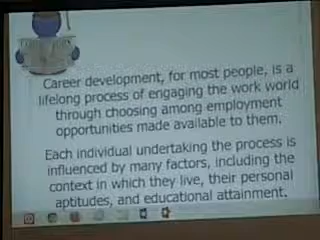 Career development, for most people, is a
lifelong process of engaging the work world
through choosing among employment
opportunities made available to them.
Each individual undertaking the process is
influenced by many factors, including the
context in which they live, their personal
aptitudes, and educational attainment.